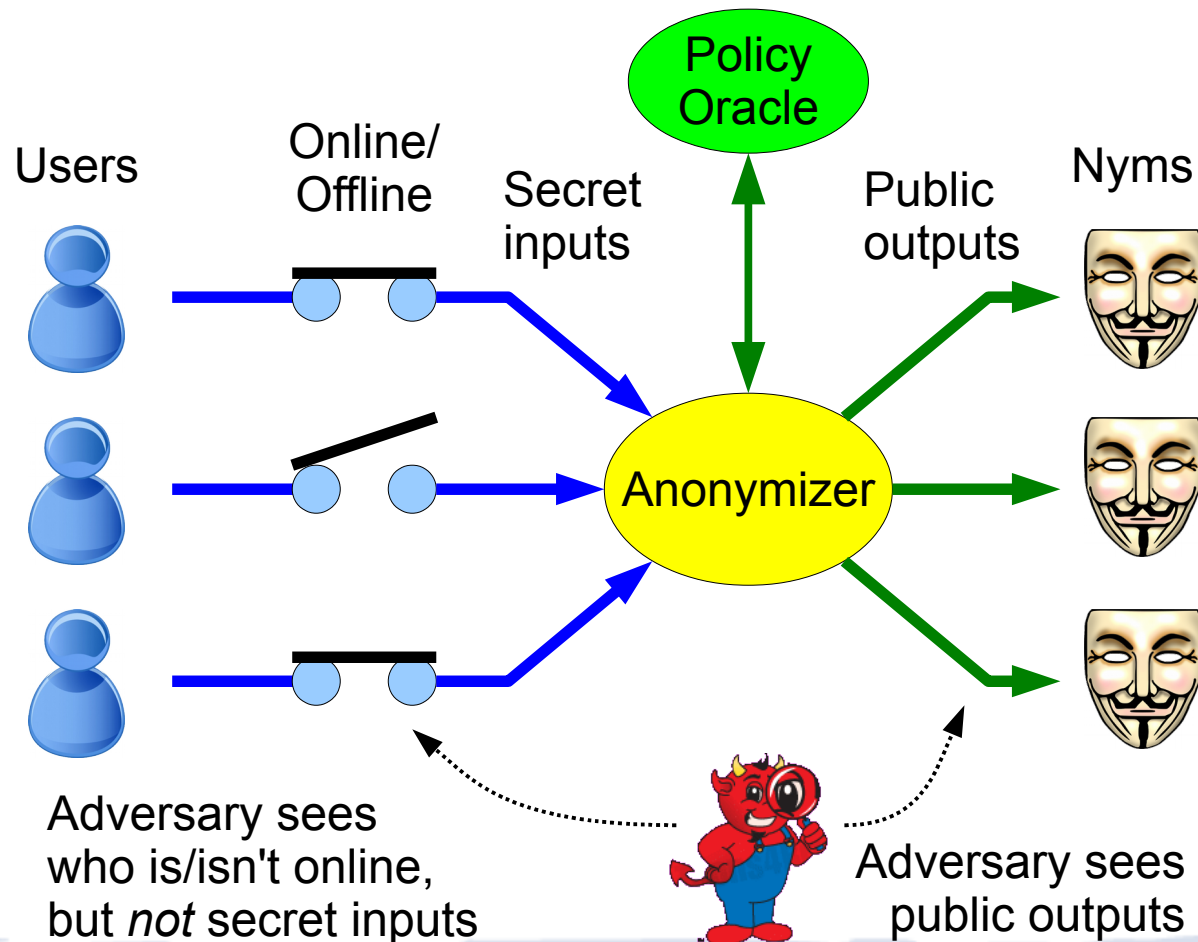 Policy
Oracle
Users
Online/
Offline
Secret
inputs
Public
outputs
Nyms
Anonymizer
Adversary sees
who is/isn't online,
but not secret inputs
Adversary sees
public outputs